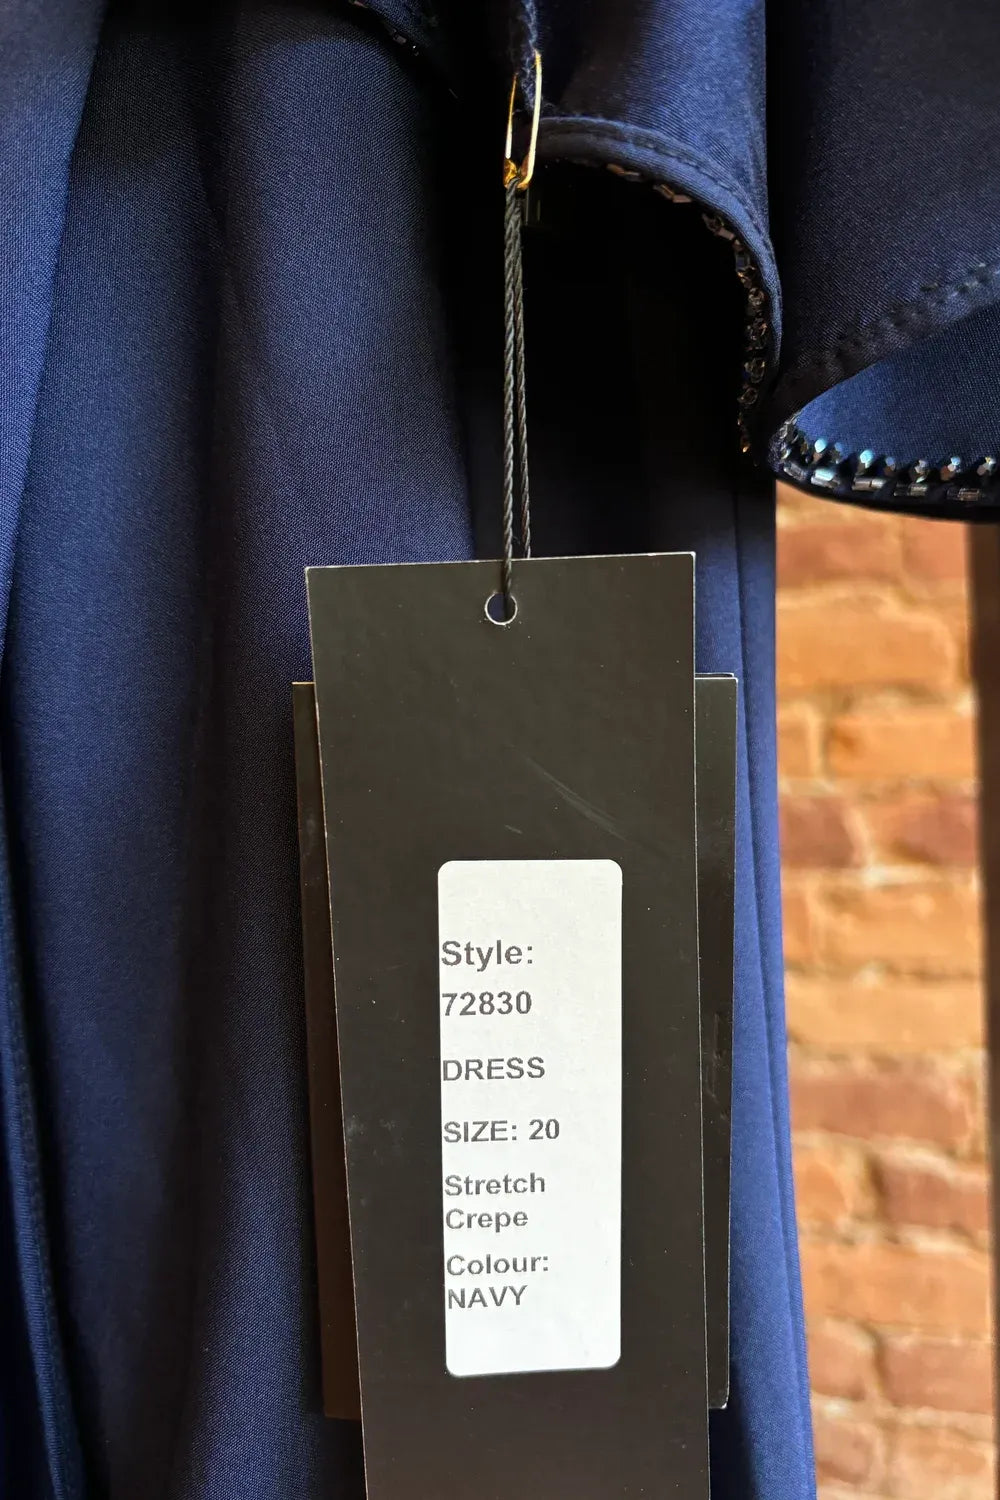 Style:
72830
DRESS
SIZE: 20
Stretch
Crepe
Colour:
NAVY